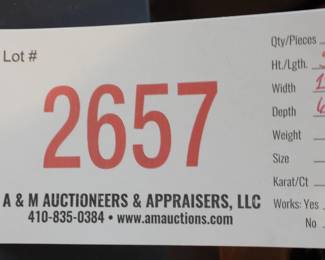 Lot #
2657
A & M AUCTIONEERS & APPRAISERS, LLC
410-835-0384 • www.amauctions.com
Qty/Pieces
Ht./Lgth.
Width
Depth
Weight
Size
Karat/Ct
Works: Yes
No